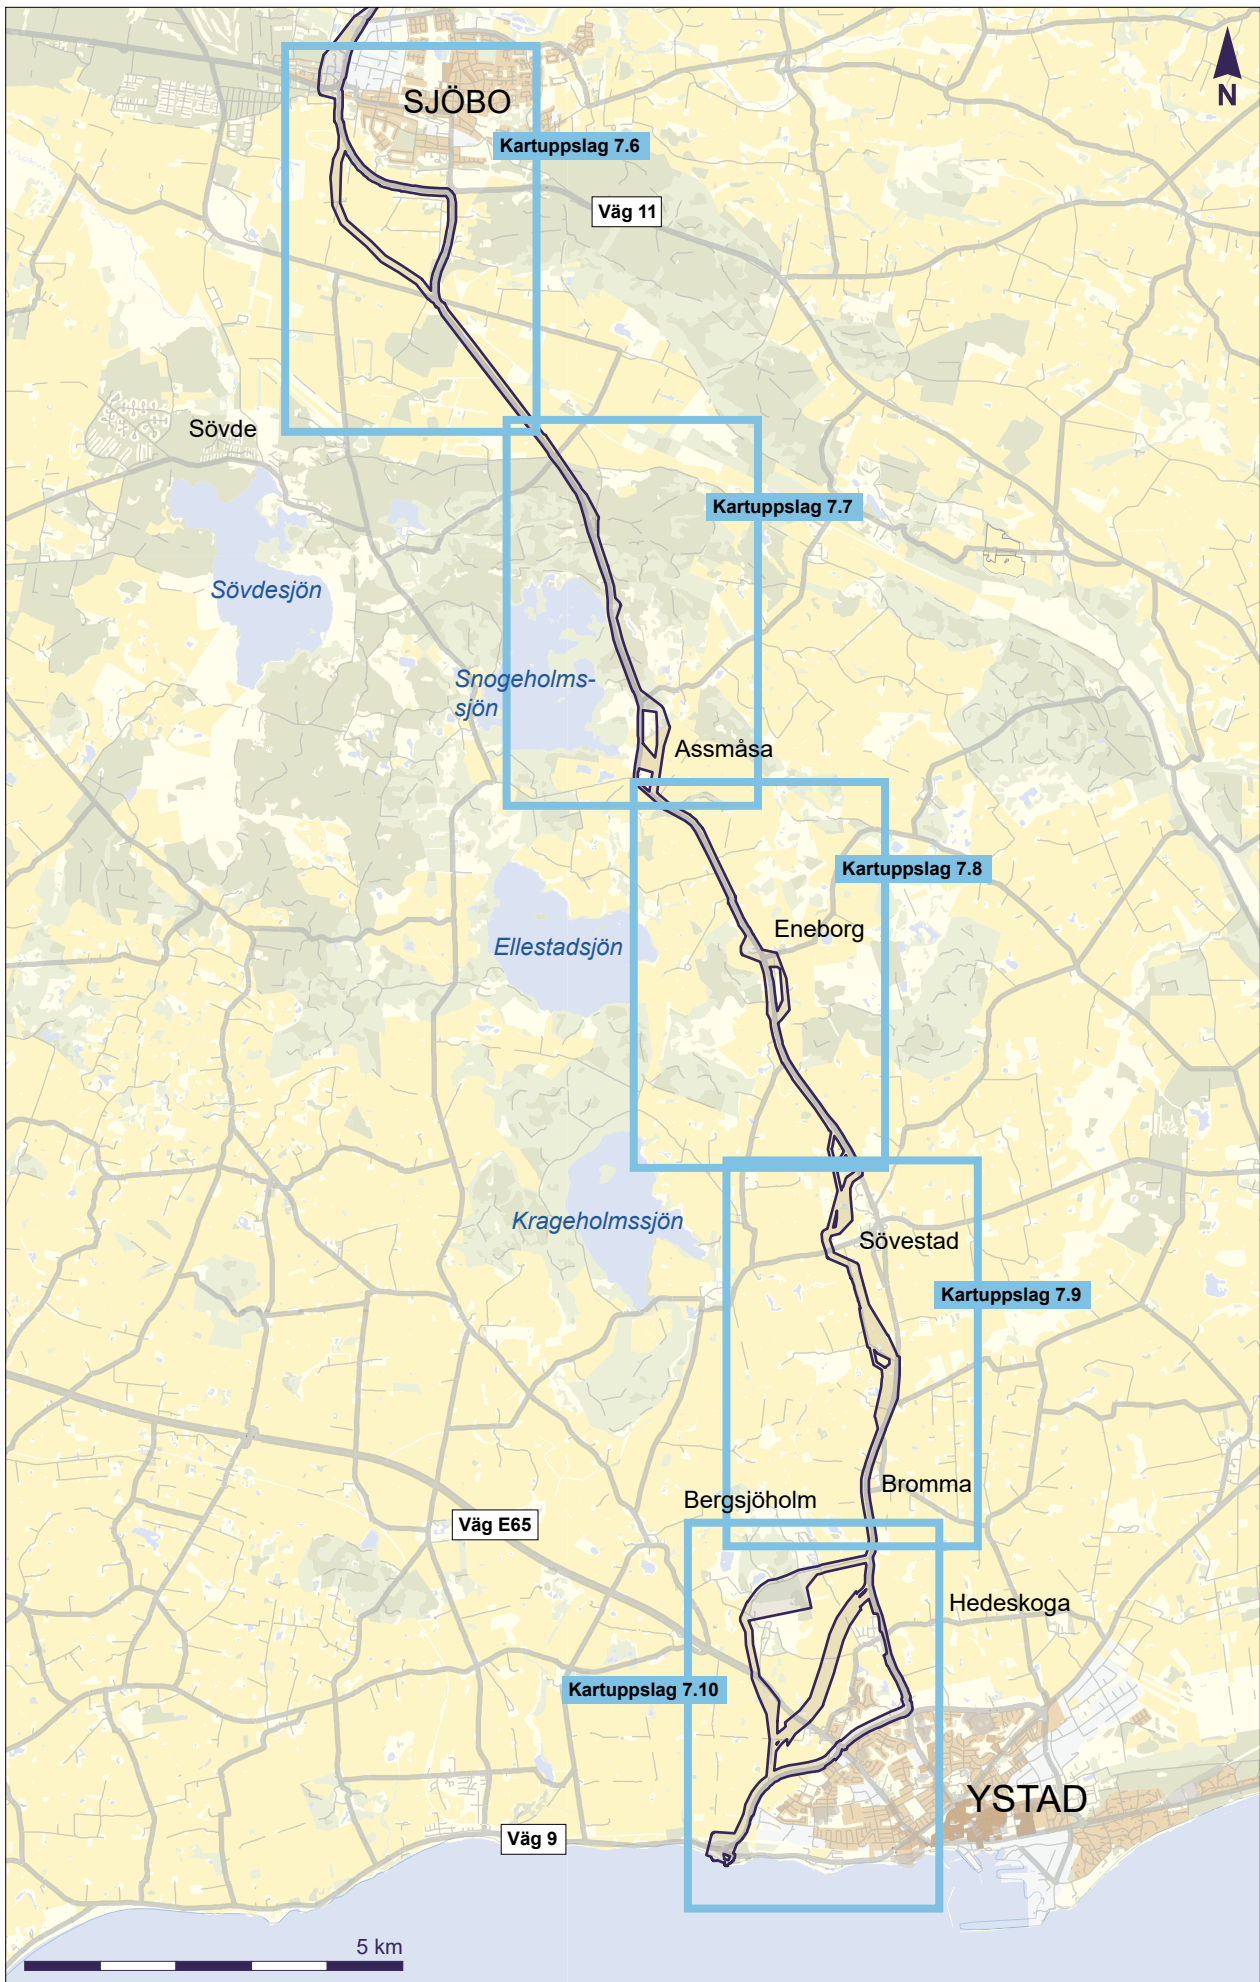 N
SJÖBO
Kartuppslag 7.6
Väg 11
Sövde
Kartuppslag 7.7
Sövdesjön
Snogeholms-
sjön
Assmåsa
Kartuppslag 7.8
Eneborg
Ellestadsjön
Krageholmssjön
Sövestad
Kartuppslag 7.9
Bromma
Bergsjöholm
Väg E65
Hedeskoga
Kartuppslag 7.10
YSTAD
Väg 9
5 km